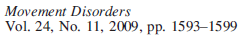 Movement Disorders
Vol. 24, No. 11, 2009, pp. 1593–1599